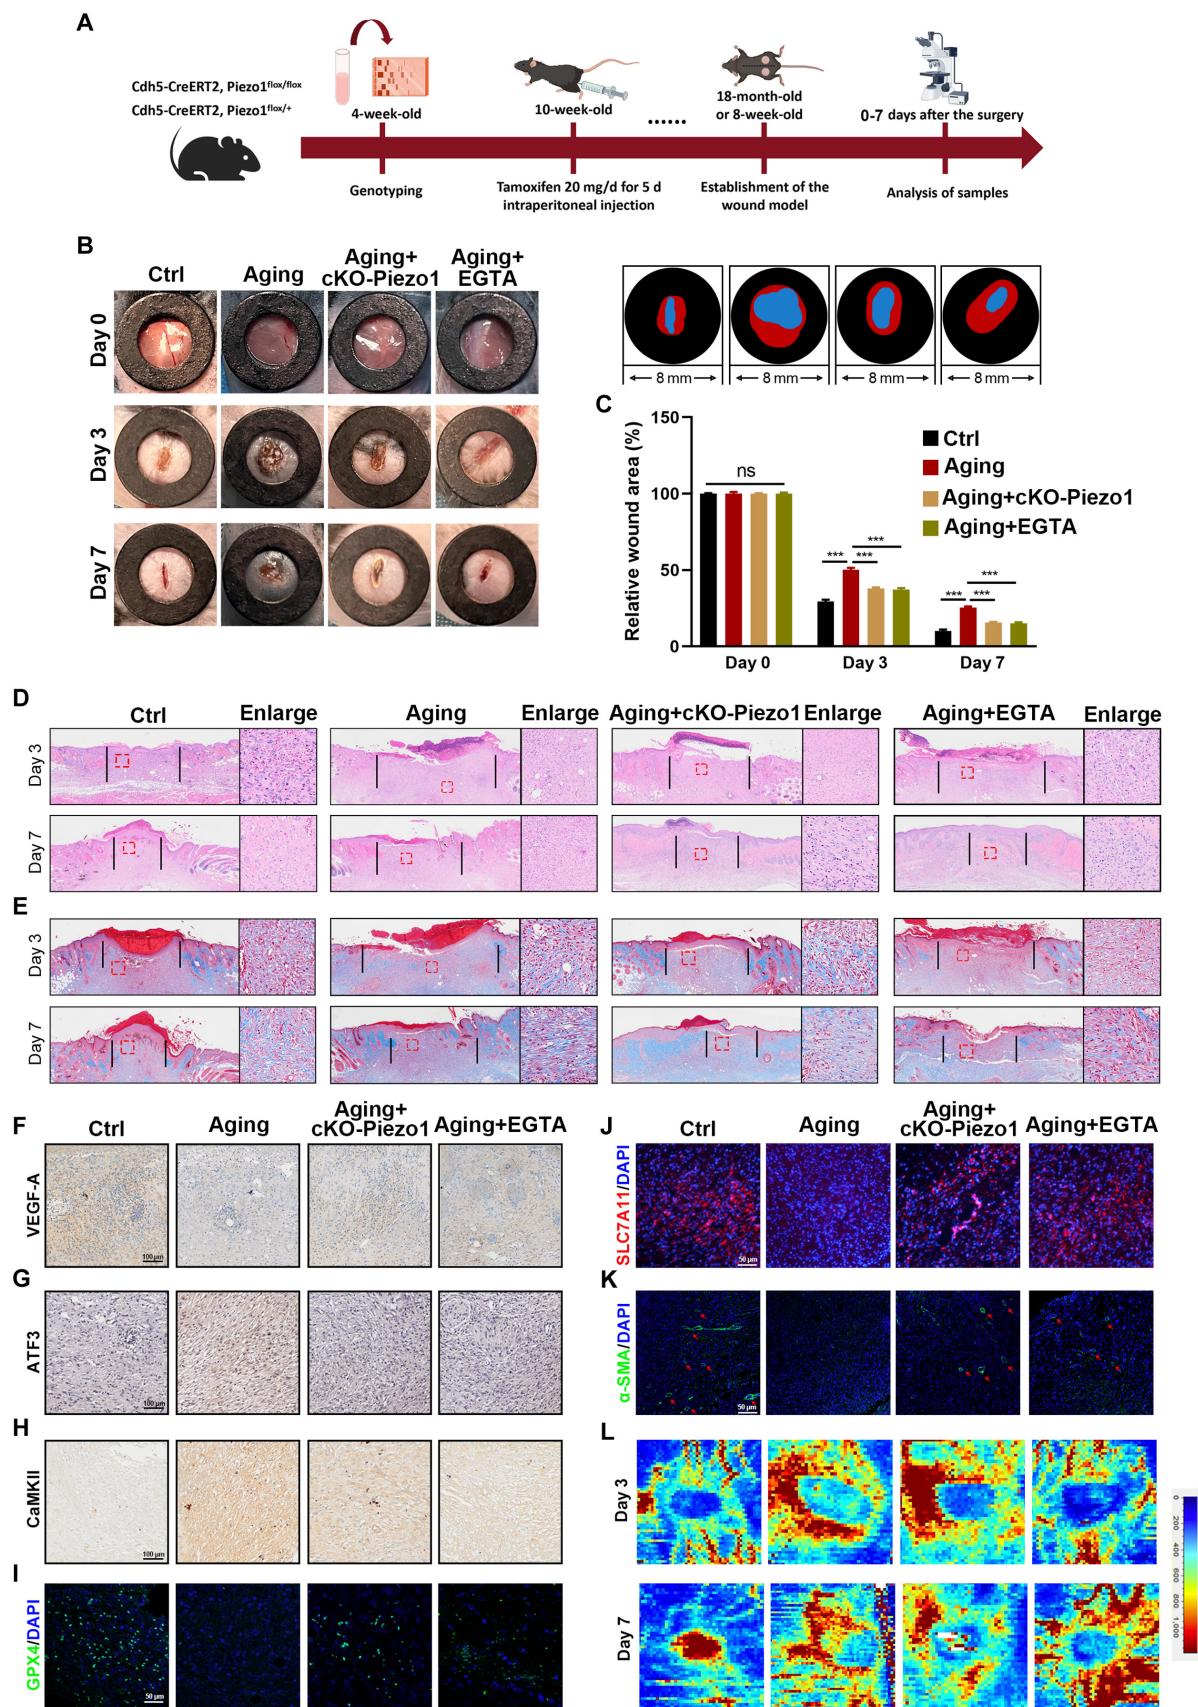 A
Cdh5-CreERT2, Piezo1flox/flox
Cdh5-CreERT2, Piezo1flox/+
4-week-old
10-week-old
......
18-month-old
or 8-week-old
0-7 days after the surgery
Genotyping
Tamoxifen 20 mg/d for 5 d
intraperitoneal injection
Establishment of the
wound model
Analysis of samples
B
Ctrl
Aging
Aging+
cKO-Piezo1
Aging+
EGTA
Day 0
Day 3
Day 7
8 mm
8 mm
8 mm
8 mm
C
Relative wound area (%)
150
100
50
0
ns
***
***
***
***
***
***
Day 0
Day 3
Day 7
Ctrl
Aging
Aging+cKO-Piezo1
Aging+EGTA
D
Ctrl
Enlarge
Aging
Enlarge
Aging+cKO-Piezo1
Enlarge
Aging+EGTA
Enlarge
Day 3
Day 7
E
Day 3
Day 7
F
Ctrl
Aging
Aging+
cKO-Piezo1
Aging+EGTA
VEGF-A
100 μm
G
ATF3
100 μm
H
CaMKII
100 μm
I
GPX4/DAPI
50 μm
J
Ctrl
Aging
Aging+
cKO-Piezo1
Aging+EGTA
SLC7A11/DAPI
50 μm
K
α-SMA/DAPI
50 μm
L
Day 3
Day 7
0
200
400
600
800
1,000